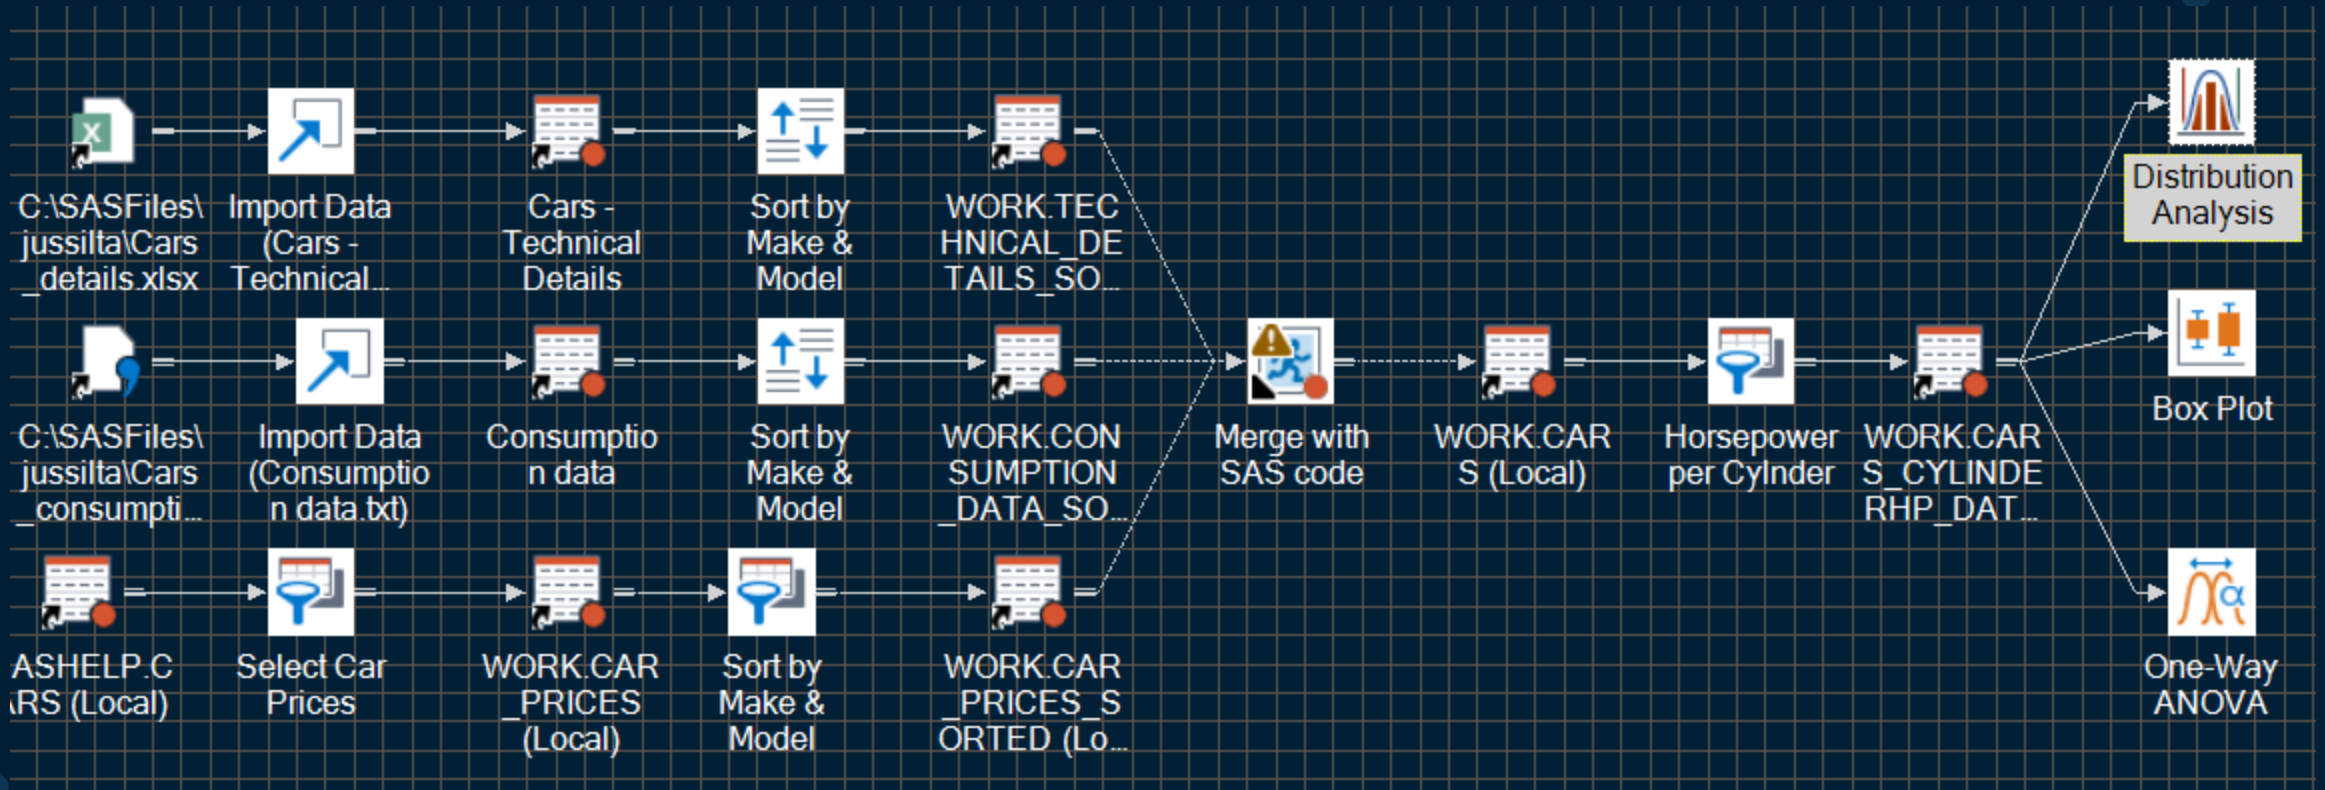 Distribution
Analysis
C:\SASFiles\
jussilta\Cars
_details.xlsx
Import Data
(Cars -
Technical...
Cars -
Technical
Details
Sort by
Make &
Model
WORK.TEC
HNICAL_DE
TAILS_SO...
Box Plot
C:\SASFiles\
jussilta\Cars
_consumpti...
Import Data
(Consumptio
n data.txt)
Consumptio
n data
Sort by
Make &
Model
WORK.CON
SUMPTION
_DATA_SO...
Merge with
SAS code
WORK.CAR
S (Local)
Horsepower
per Cylnder
WORK.CAR
S_CYLINDE
RHP_DAT...
ASHELP.C
ARS (Local)
Select Car
Prices
WORK.CAR
_PRICES
(Local)
Sort by
Make &
Model
WORK.CAR
_PRICES_S
ORTED (Lo...
One-Way
ANOVA